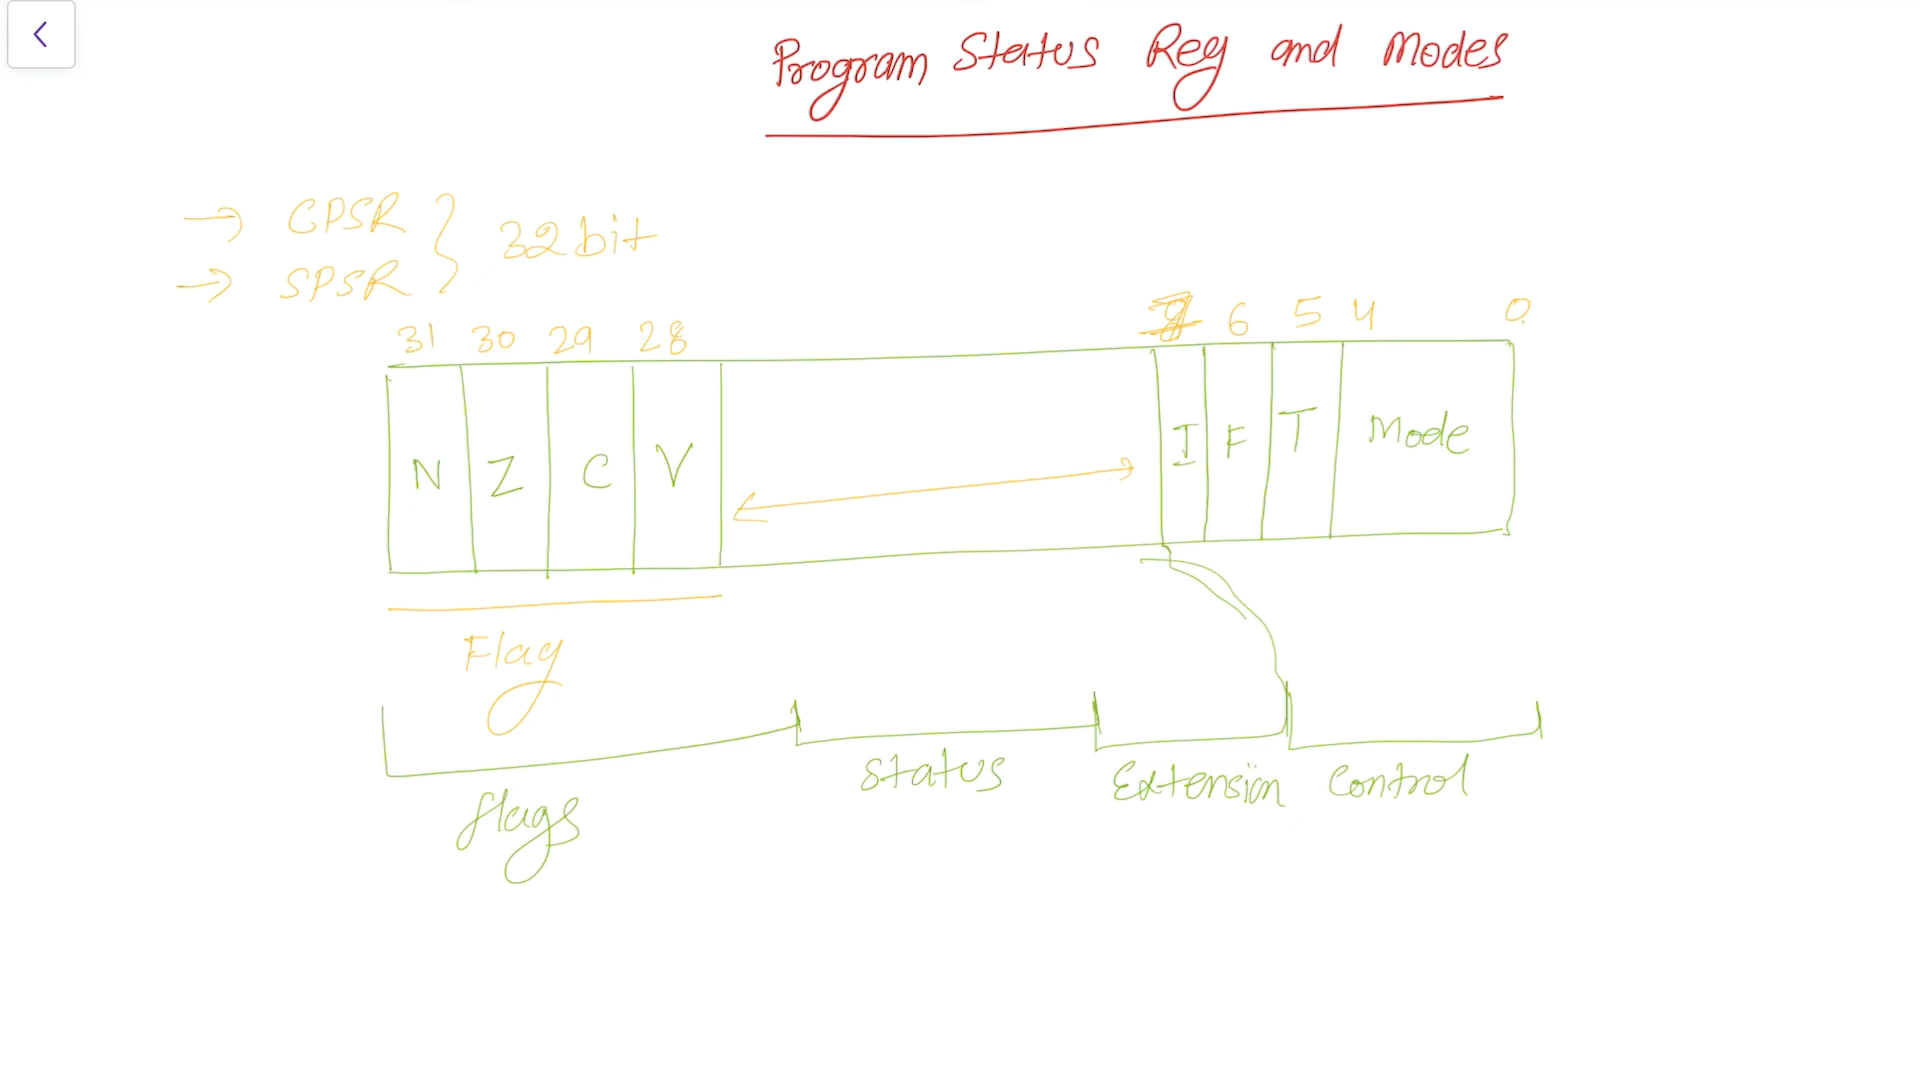 Program Status Reg and Modes
→ CPSR
→ SPSR } 32 bit
31 30 29 28 6 5 4 0
N Z C V I F T Mode
Flag
flags Status Extension Control